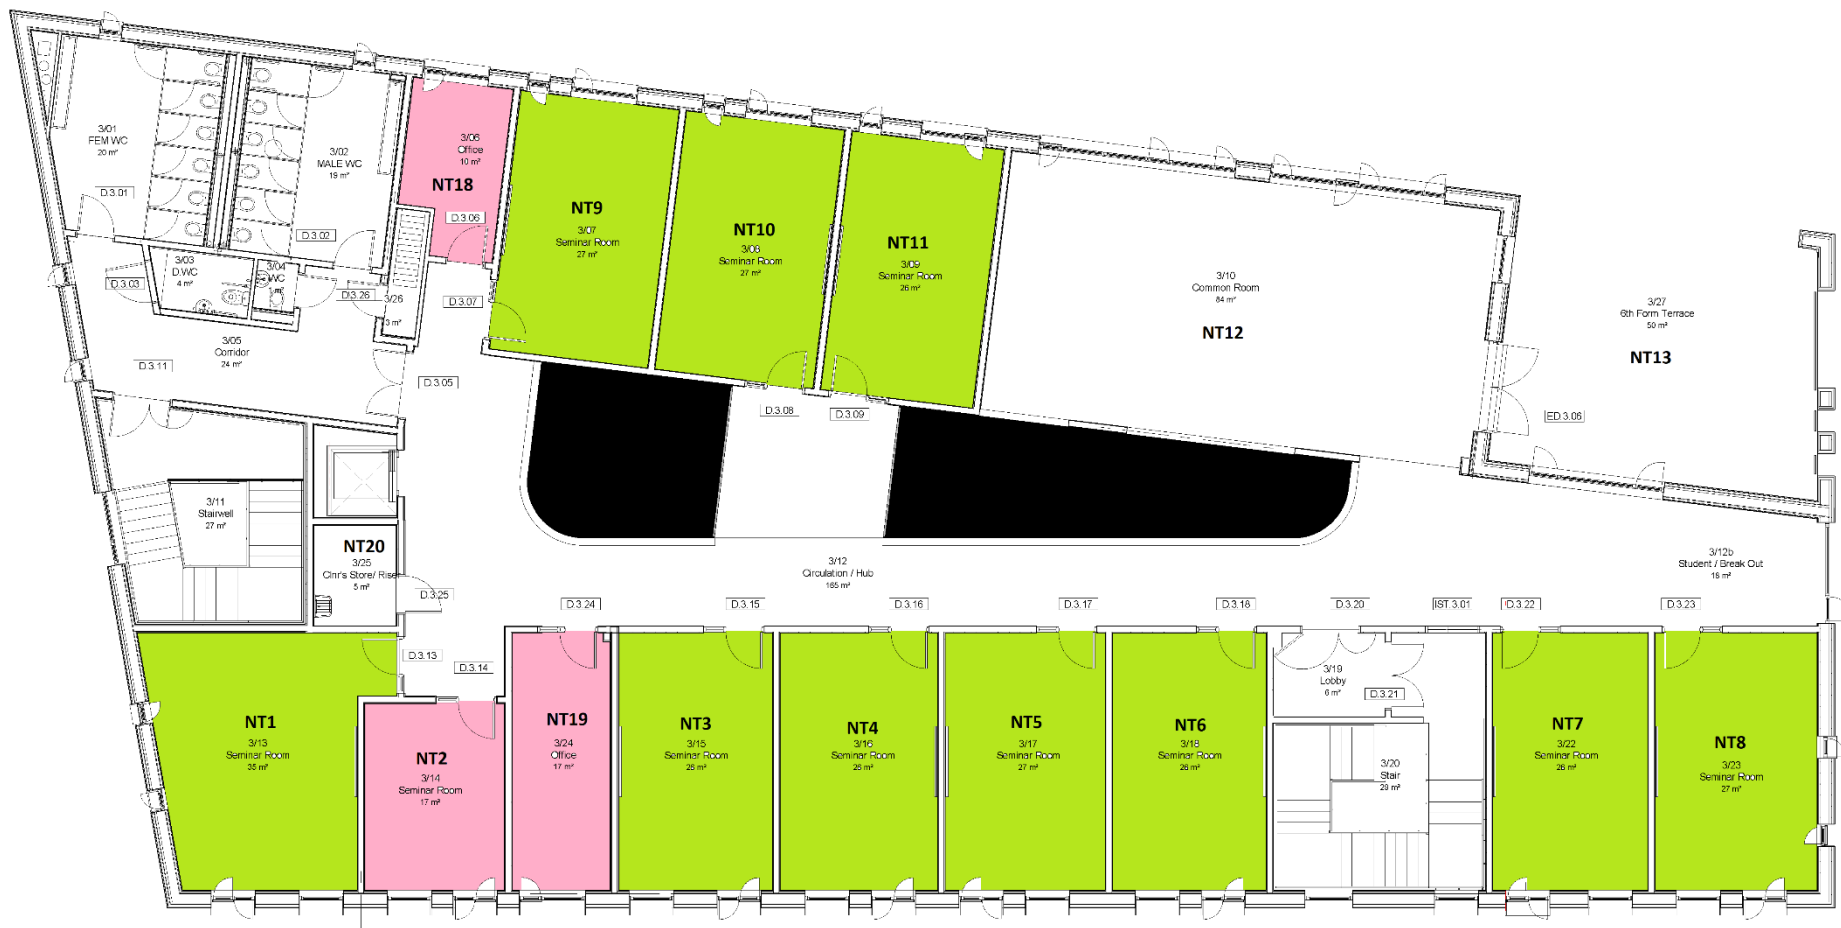 3/01
FEM WC
20 m²
D.3.01
3/02
MALE WC
19 m²
D.3.02
3/03
D.WC
4 m²
D.3.03
3/04
WC
D.3.26
3/26
3 m²
3/05
Corridor
24 m²
D.3.11
D.3.05
3/06
Office
10 m²
NT18
D.3.06
D.3.07
NT9
3/07
Seminar Room
27 m²
NT10
3/08
Seminar Room
27 m²
D.3.08
NT11
3/09
Seminar Room
26 m²
D.3.09
3/10
Common Room
84 m²
NT12
3/27
6th Form Terrace
50 m²
NT13
ED.3.06
3/11
Stairwell
27 m²
NT20
3/25
Clnr's Store/ Rise
5 m²
D.3.25
3/12
Circulation / Hub
165 m²
3/12b
Student / Break Out
D.3.13
D.3.14
D.3.24
D.3.15
D.3.16
D.3.17
D.3.18
D.3.20
IST.3.01
D.3.22
D.3.23
NT1
3/13
Seminar Room
35 m²
NT2
3/14
Seminar Room
17 m²
NT19
3/24
Office
17 m²
NT3
3/15
Seminar Room
26 m²
NT4
3/16
Seminar Room
26 m²
NT5
3/17
Seminar Room
27 m²
NT6
3/18
Seminar Room
26 m²
3/19
Lobby
6 m²
D.3.21
3/20
Stair
29 m²
NT7
3/22
Seminar Room
26 m²
NT8
3/23
Seminar Room
27 m²